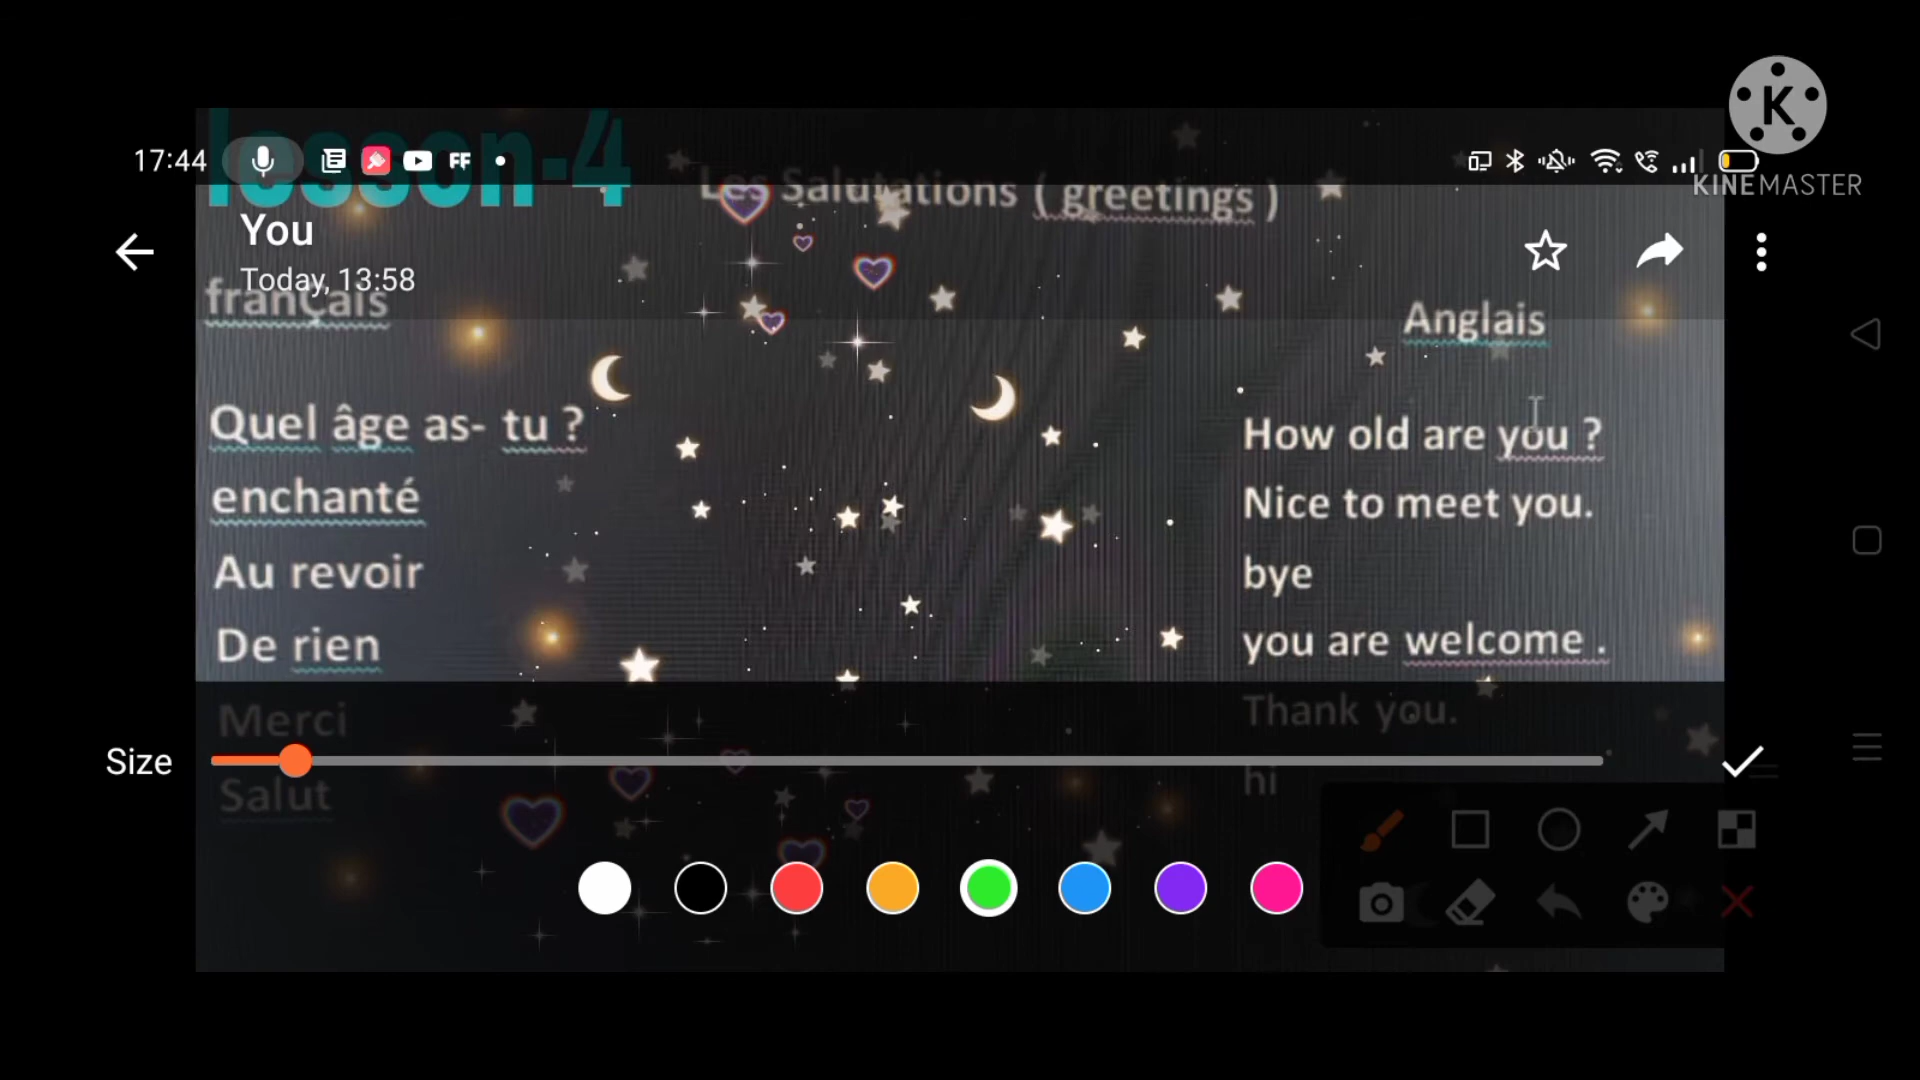 lesson-4
17:44
FF
KINEMASTER
Les Salutations ( greetings )
You
Today, 13:58
franÇais
Anglais
Quel âge as- tu ?
How old are you ?
enchanté
Nice to meet you.
Au revoir
bye
De rien
you are welcome .
Merci
Thank you.
Size
Salut
hi